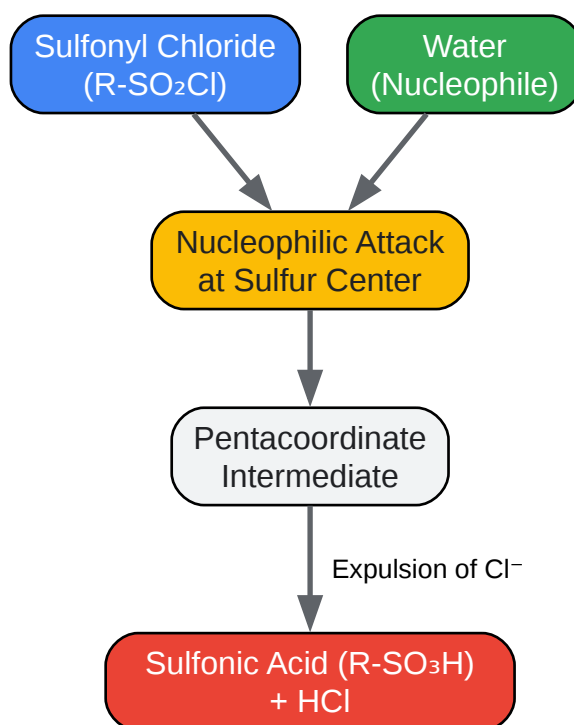 Sulfonyl Chloride
(R-SO₂Cl)
Water
(Nucleophile)
Nucleophilic Attack
at Sulfur Center
Pentacoordinate
Intermediate
Expulsion of Cl⁻
Sulfonic Acid (R-SO₃H)
+ HCl